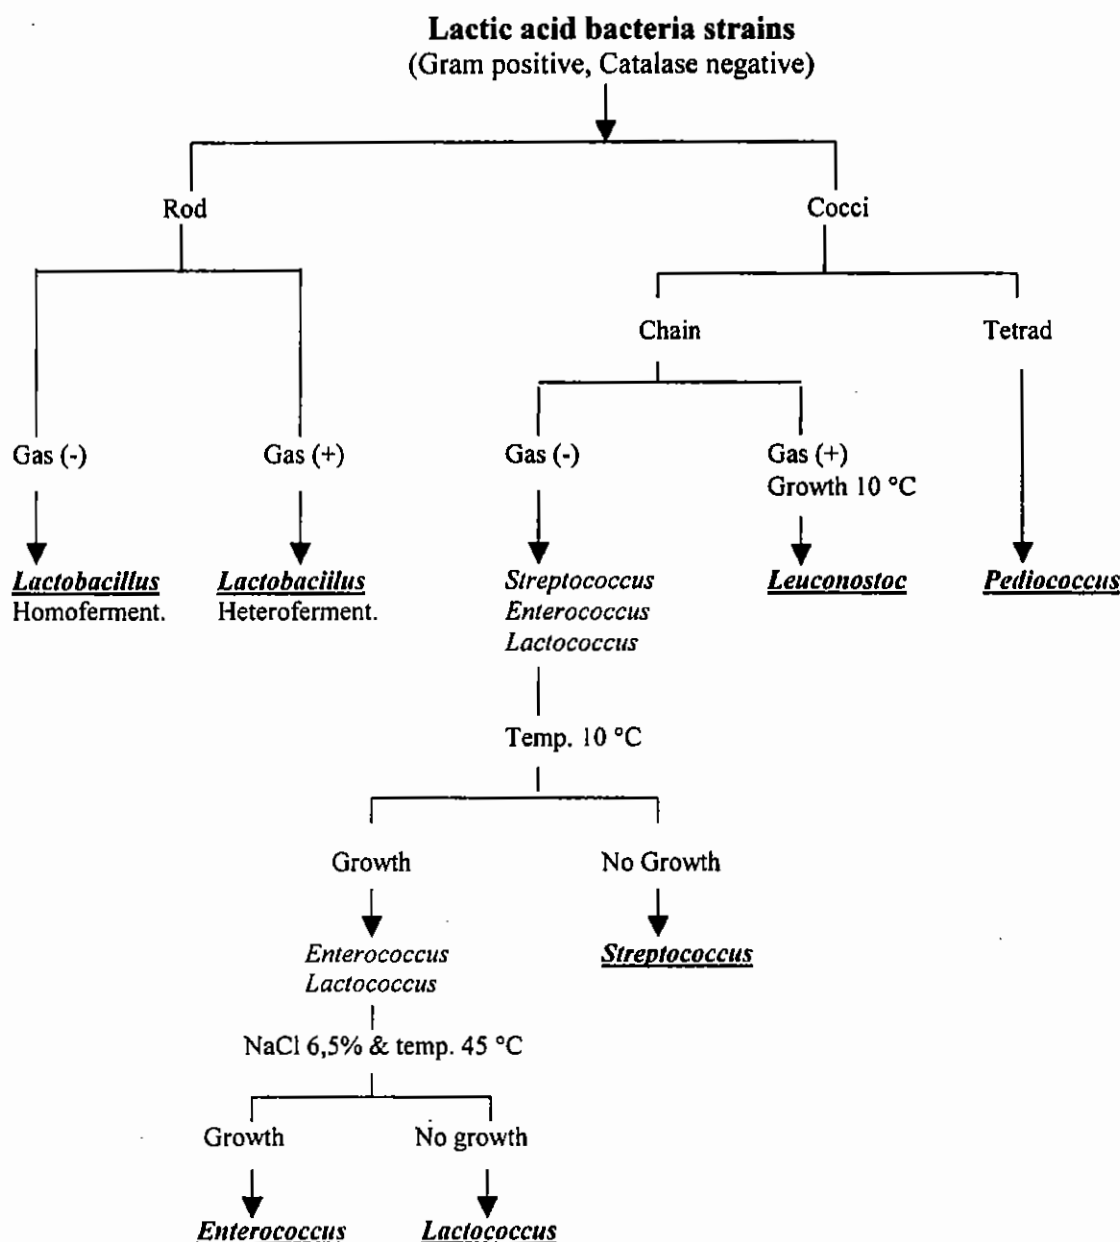 Lactic acid bacteria strains
(Gram positive, Catalase negative)
Rod
Cocci
Chain
Tetrad
Gas (-)
Gas (+)
Gas (-)
Gas (+)
Growth 10 °C
Lactobacillus
Homoferment.
Lactobaciilus
Heteroferment.
Streptococcus
Enterococcus
Lactococcus
Leuconostoc
Pediococcus
Temp. 10 °C
Growth
No Growth
Enterococcus
Lactococcus
Streptococcus
NaCl 6,5% & temp. 45 °C
Growth
No growth
Enterococcus
Lactococcus